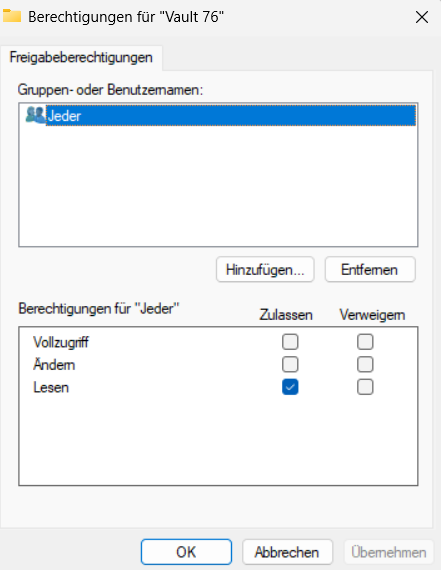 Berechtigungen für "Vault 76"
Freigabeberechtigungen
Gruppen- oder Benutzernamen:
Jeder
Hinzufügen... Entfernen
Berechtigungen für "Jeder" Zulassen Verweigern
Vollzugriff
Ändern
Lesen
OK Abbrechen Übernehmen